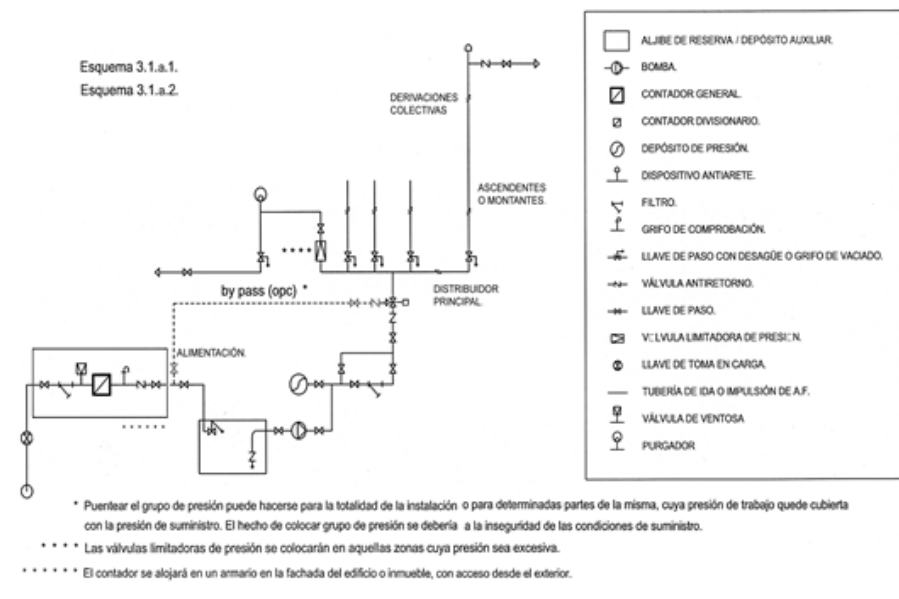 Esquema 3.1.a.1.
Esquema 3.1.a.2.
DERIVACIONES
COLECTIVAS
ASCENDENTES
O MONTANTES.
* * * *
DISTRIBUIDOR
PRINCIPAL.
by pass (opc) *
ALIMENTACIÓN.
* * * * * *
ALJIBE DE RESERVA / DEPÓSITO AUXILIAR.
BOMBA.
CONTADOR GENERAL.
CONTADOR DIVISIONARIO.
DEPÓSITO DE PRESIÓN.
DISPOSITIVO ANTIARETE.
FILTRO.
GRIFO DE COMPROBACIÓN.
LLAVE DE PASO CON DESAGÜE O GRIFO DE VACIADO.
VÁLVULA ANTIRETORNO.
LLAVE DE PASO.
V□LVULA LIMITADORA DE PRESI□N.
LLAVE DE TOMA EN CARGA.
TUBERÍA DE IDA O IMPULSIÓN DE A.F.
VÁLVULA DE VENTOSA
PURGADOR
* Puentear el grupo de presión puede hacerse para la totalidad de la instalación o para determinadas partes de la misma, cuya presión de trabajo quede cubierta
con la presión de suministro. El hecho de colocar grupo de presión se debería a la inseguridad de las condiciones de suministro.
* * * * Las válvulas limitadoras de presión se colocarán en aquellas zonas cuya presión sea excesiva.
* * * * * * El contador se alojará en un armario en la fachada del edificio o inmueble, con acceso desde el exterior.